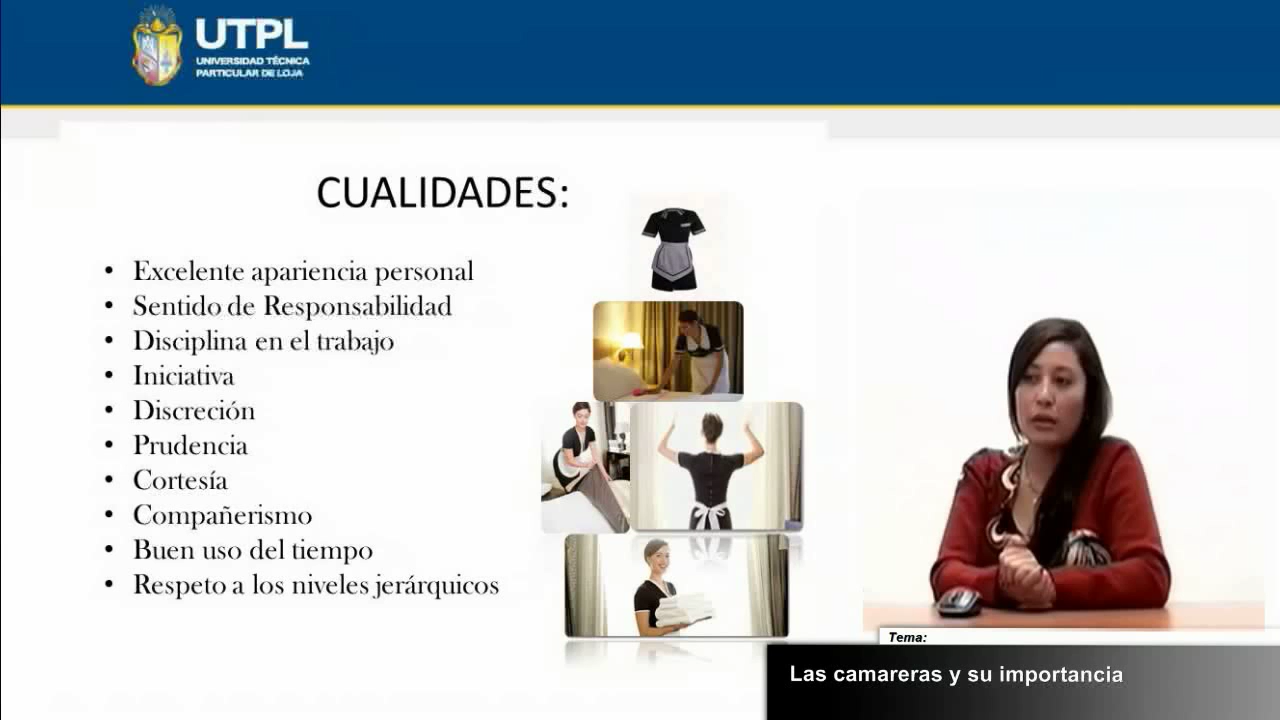 UTPL
UNIVERSIDAD TÉCNICA
PARTICULAR DE LOJA
CUALIDADES:
• Excelente apariencia personal
• Sentido de Responsabilidad
• Disciplina en el trabajo
• Iniciativa
• Discreción
• Prudencia
• Cortesía
• Compañerismo
• Buen uso del tiempo
• Respeto a los niveles jerárquicos
Tema:
Las camareras y su importancia